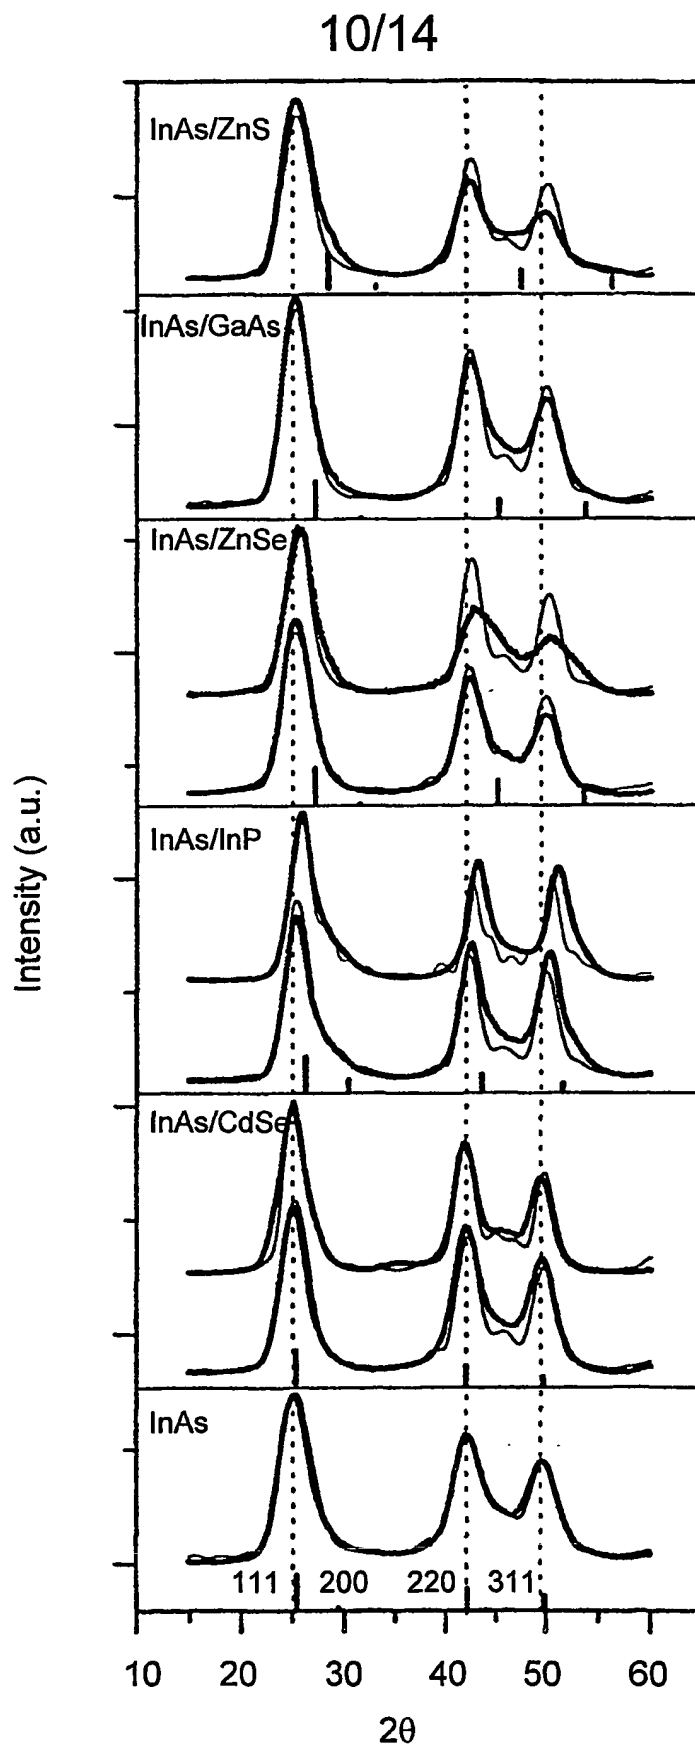 10/14
InAs/ZnS
InAs/GaAs
InAs/ZnSe
InAs/InP
InAs/CdSe
InAs
111 200 220 311
10 20 30 40 50 60
2θ
Intensity (a.u.)